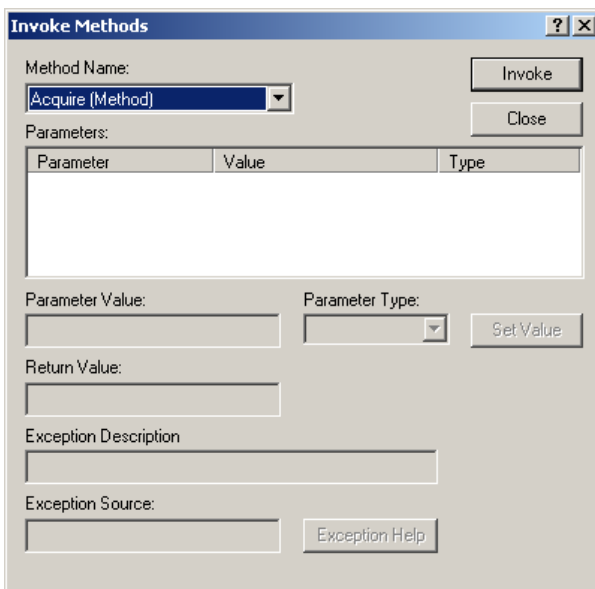 Invoke Methods
Method Name:
Invoke
Acquire (Method)
Close
Parameters:
Parameter Value Type
Parameter Value:
Parameter Type:
Set Value
Return Value:
Exception Description
Exception Source:
Exception Help